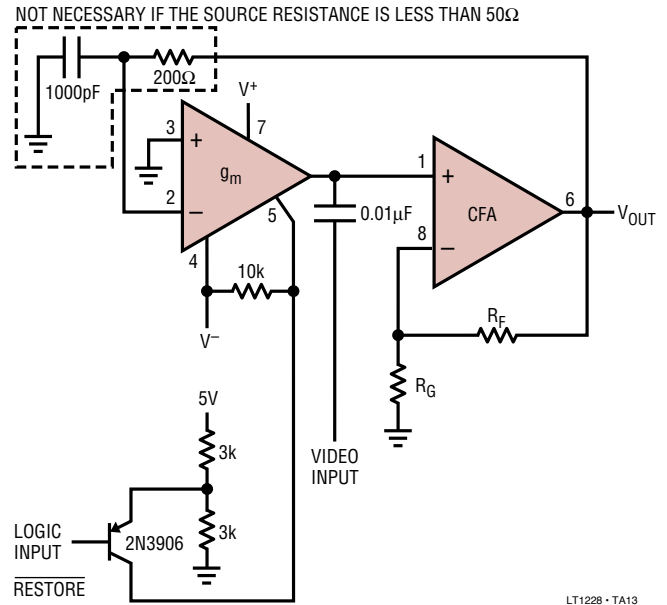 NOT NECESSARY IF THE SOURCE RESISTANCE IS LESS THAN 50Ω
1000pF
200Ω
V+
3
+
7
gm
2
–
5
4
10k
V–
0.01µF
1
+
CFA
6
VOUT
8
–
RF
RG
5V
3k
VIDEO
INPUT
LOGIC
INPUT
2N3906
3k
RESTORE
LT1228 • TA13